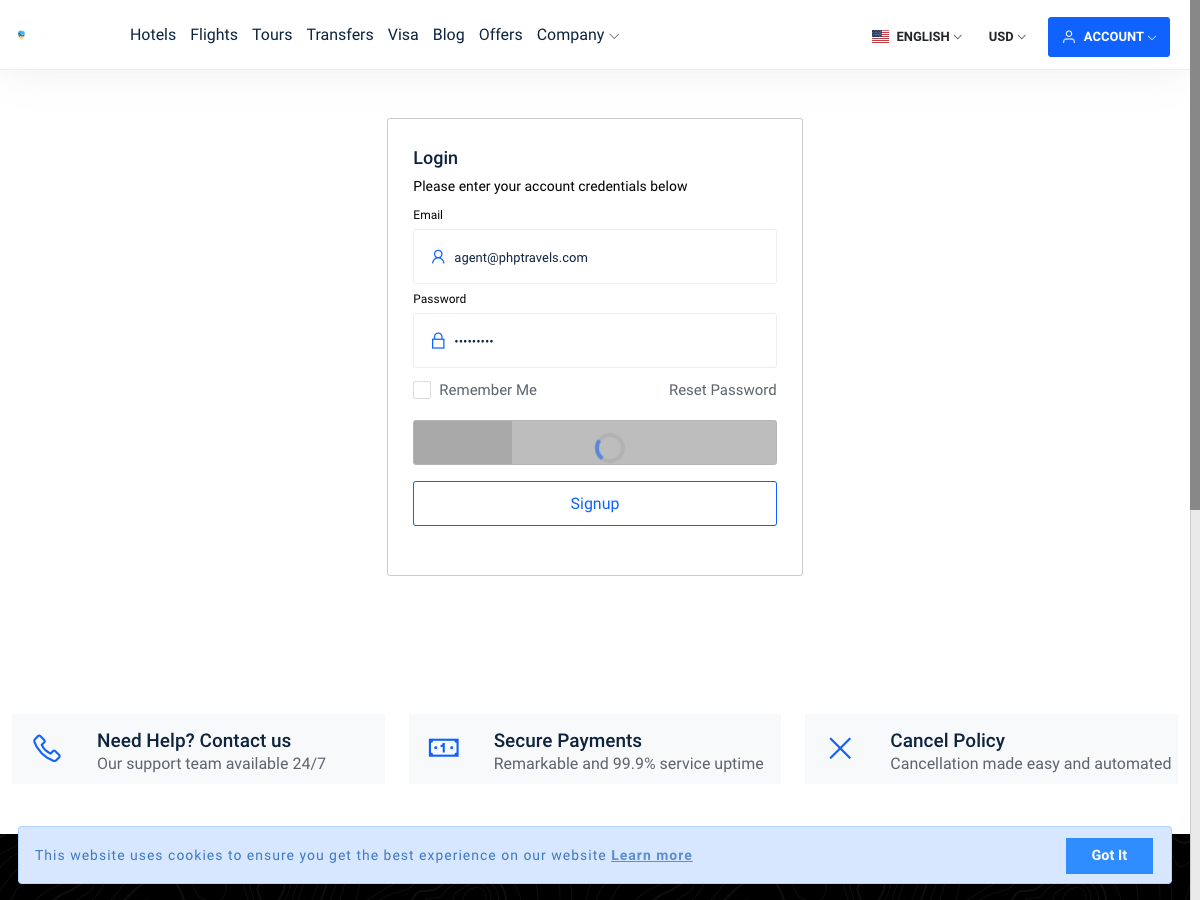 Hotels Flights Tours Transfers Visa Blog Offers Company
ENGLISH USD ACCOUNT
Login
Please enter your account credentials below
Email
agent@phptravels.com
Password
•••••••••
Remember Me Reset Password
Signup
Need Help? Contact us
Our support team available 24/7
Secure Payments
Remarkable and 99.9% service uptime
Cancel Policy
Cancellation made easy and automated
This website uses cookies to ensure you get the best experience on our website Learn more
Got It